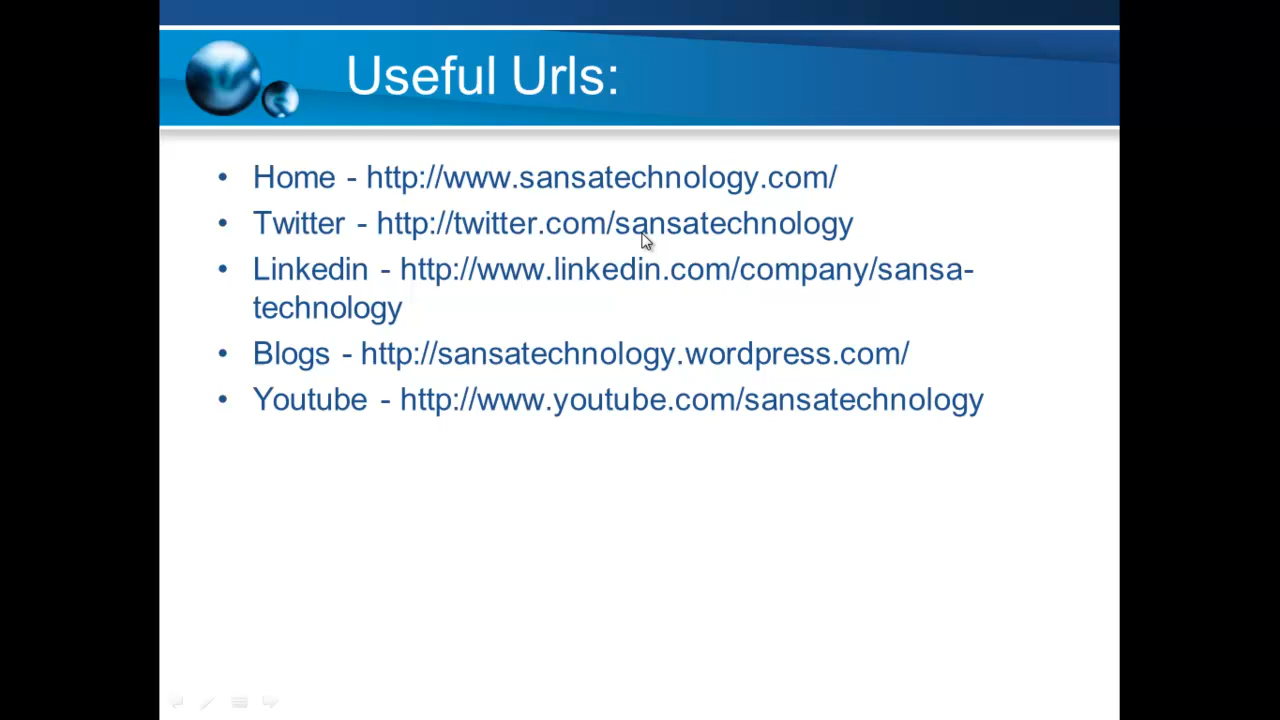 Useful Urls:
• Home - http://www.sansatechnology.com/
• Twitter - http://twitter.com/sansatechnology
• Linkedin - http://www.linkedin.com/company/sansa-
technology
• Blogs - http://sansatechnology.wordpress.com/
• Youtube - http://www.youtube.com/sansatechnology